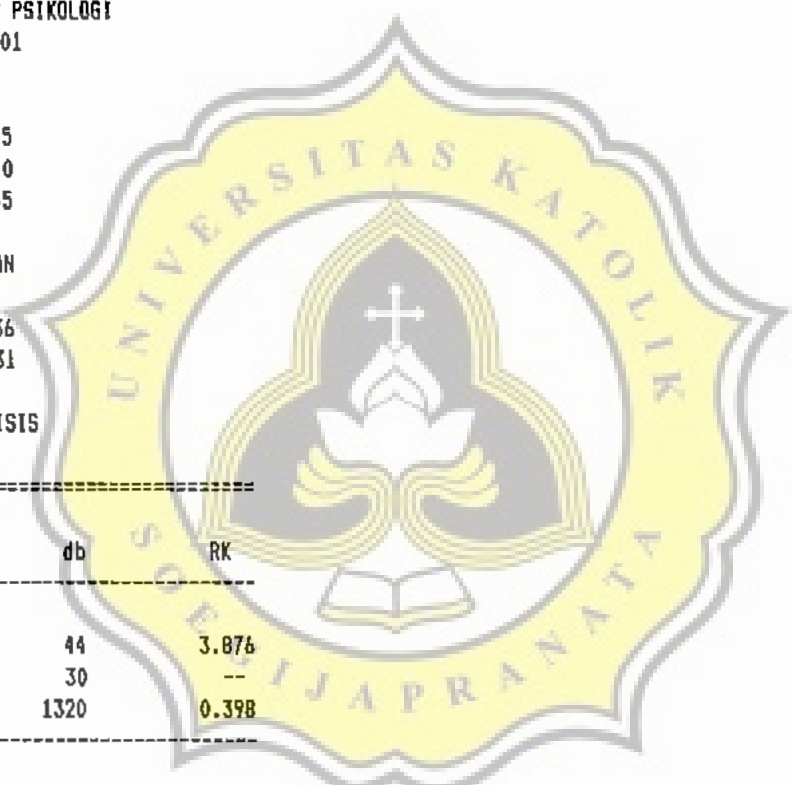 PSIKOLOGI
01
5
0
5
AN
36
31
ISIS
================
db RK
----------------
44 3.876
30 --
1320 0.398
----------------
UNIVERSITAS KATOLIK
SOEGIJAPRANATA